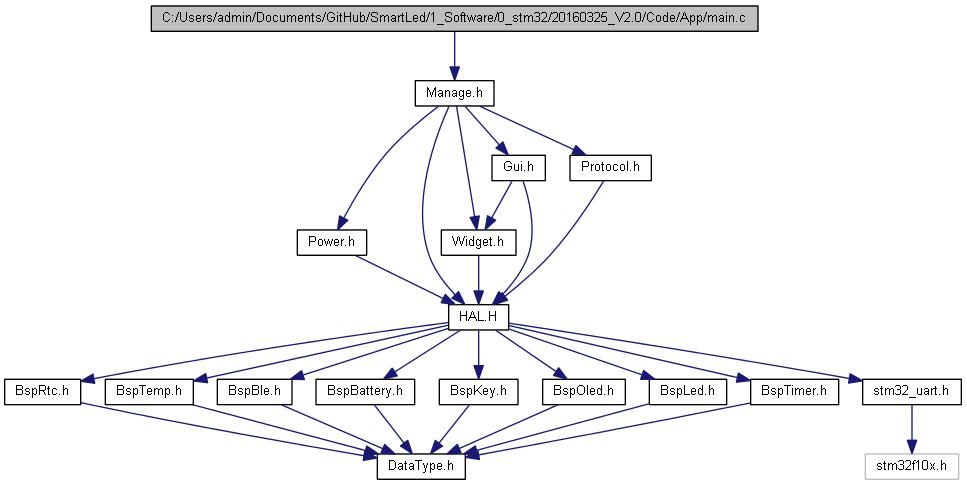 C:/Users/admin/Documents/GitHub/SmartLed/1_Software/0_stm32/20160325_V2.0/Code/App/main.c
Manage.h
Gui.h
Protocol.h
Power.h
Widget.h
HAL.H
BspRtc.h
BspTemp.h
BspBle.h
BspBattery.h
BspKey.h
BspOled.h
BspLed.h
BspTimer.h
stm32_uart.h
DataType.h
stm32f10x.h